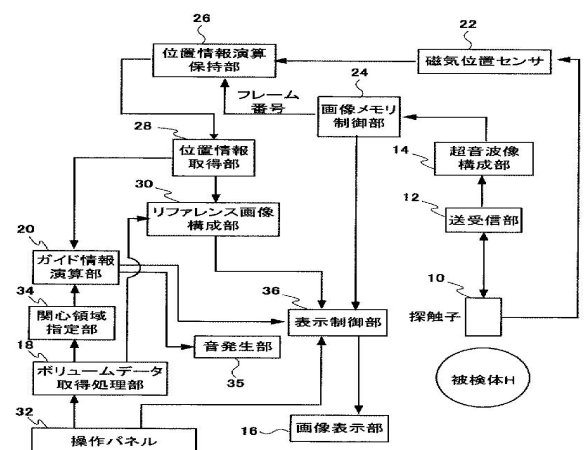 26
位置情報演算
保持部
22
磁気位置センサ
24
フレーム
番号
画像メモリ
制御部
28
位置情報
取得部
14
超音波像
構成部
30
リファレンス画像
構成部
12
送受信部
20
ガイド情報
演算部
10
探触子
34
関心領域
指定部
36
表示制御部
音発生部
35
18
ボリュームデータ
取得処理部
被検体H
32
操作パネル
16
画像表示部